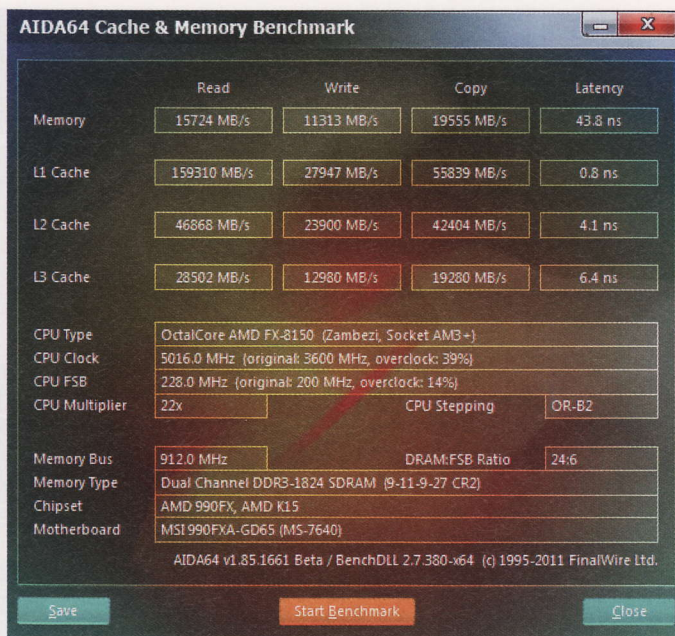 AIDA64 Cache & Memory Benchmark
Read Write Copy Latency
Memory 15724 MB/s 11313 MB/s 19555 MB/s 43.8 ns
L1 Cache 159310 MB/s 27947 MB/s 55839 MB/s 0.8 ns
L2 Cache 46868 MB/s 23900 MB/s 42404 MB/s 4.1 ns
L3 Cache 28502 MB/s 12980 MB/s 19280 MB/s 6.4 ns
CPU Type OctalCore AMD FX-8150 (Zambezi, Socket AM3+)
CPU Clock 5016.0 MHz (original: 3600 MHz, overclock: 39%)
CPU FSB 228.0 MHz (original: 200 MHz, overclock: 14%)
CPU Multiplier 22x CPU Stepping OR-B2
Memory Bus 912.0 MHz DRAM:FSB Ratio 24:6
Memory Type Dual Channel DDR3-1824 SDRAM (9-11-9-27 CR2)
Chipset AMD 990FX, AMD K15
Motherboard MSI 990FXA-GD65 (MS-7640)
AIDA64 v1.85.1661 Beta / BenchDLL 2.7.380-x64 (c) 1995-2011 FinalWire Ltd.
Save Start Benchmark Close